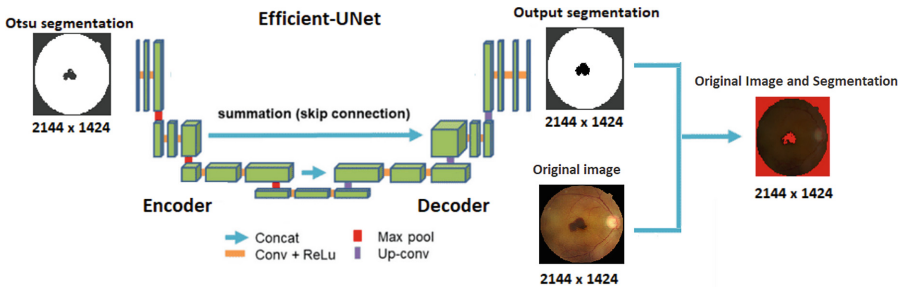 Otsu segmentation
2144 x 1424
Efficient-UNet
summation (skip connection)
Encoder
Decoder
Concat
Conv + ReLu
Max pool
Up-conv
Output segmentation
2144 x 1424
Original image
2144 x 1424
Original Image and Segmentation
2144 x 1424